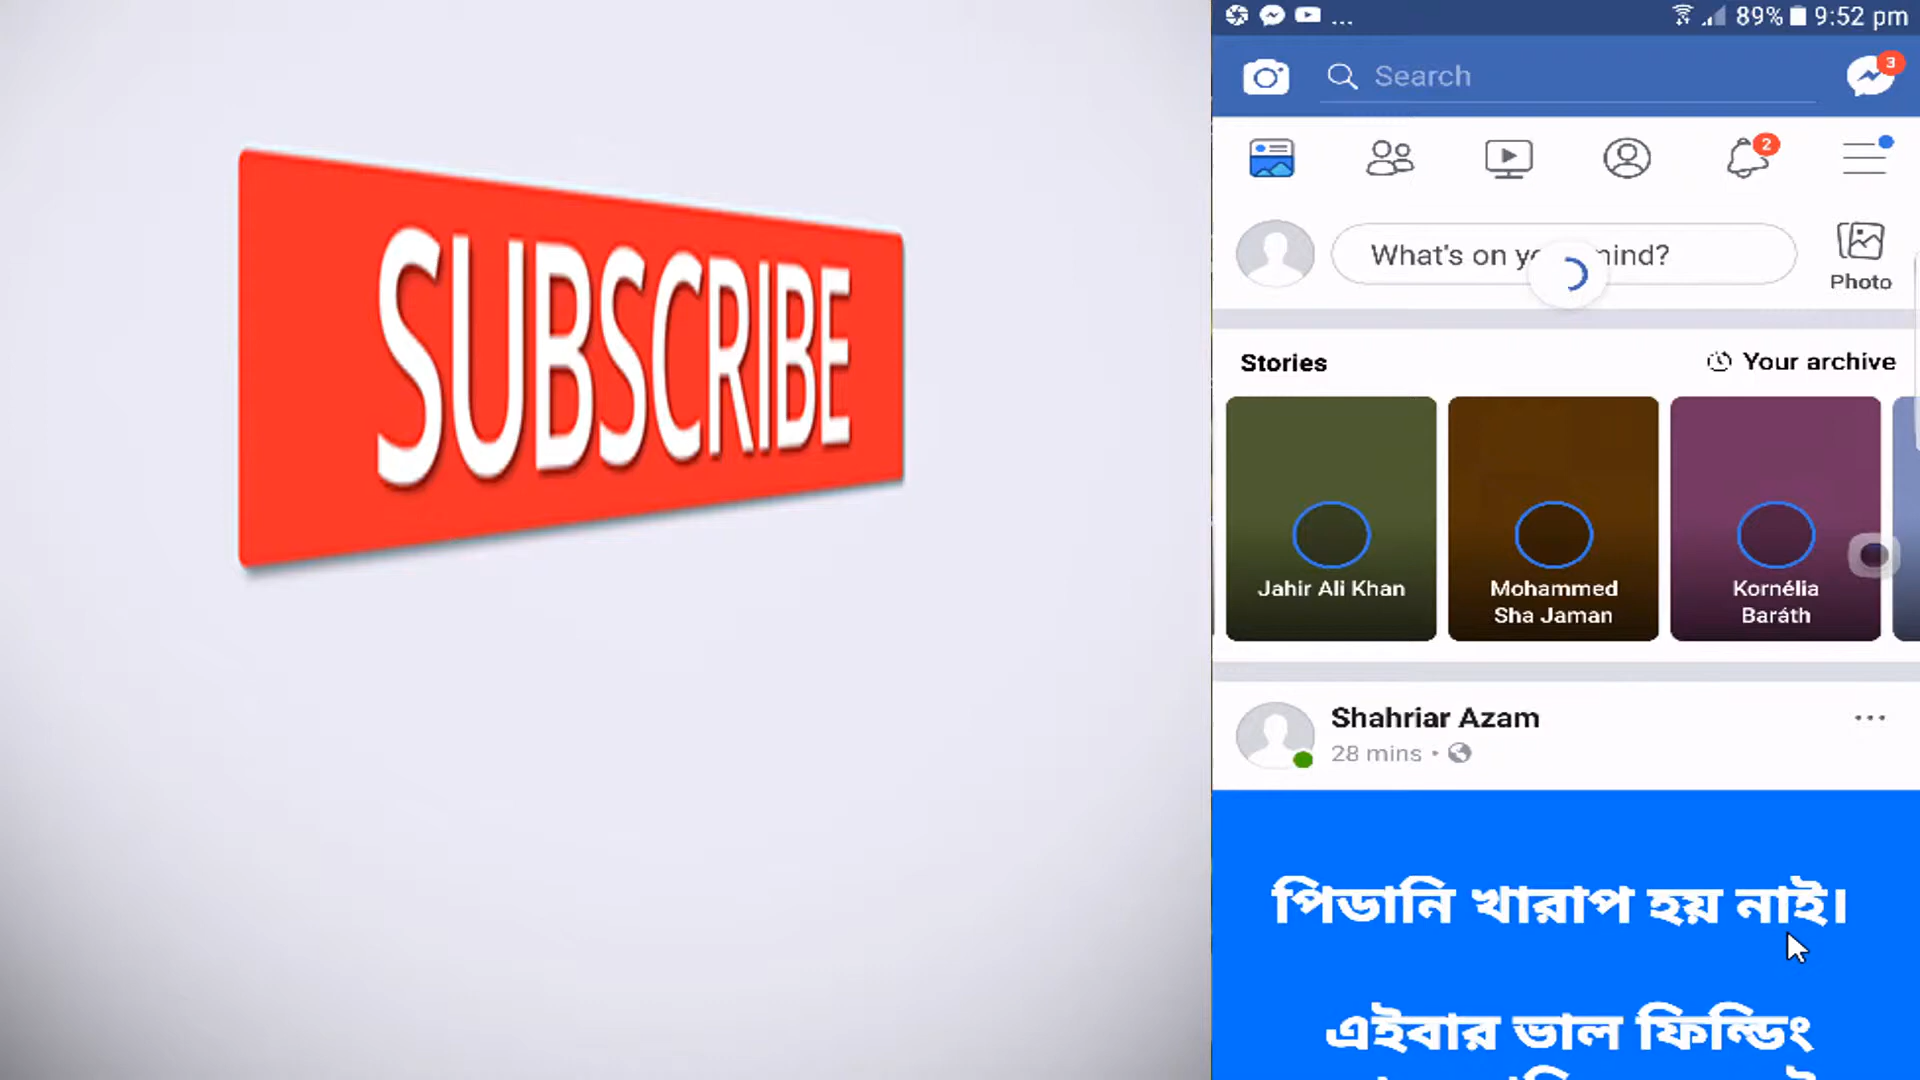 SUBSCRIBE
... 89% 9:52 pm
Search
3
2
What's on yo mind?
Photo
Stories
Your archive
Jahir Ali Khan
Mohammed
Sha Jaman
Kornélia
Baráth
Shahriar Azam
28 mins •
পিডানি খারাপ হয় নাই।
এইবার ভাল ফিল্ডিং